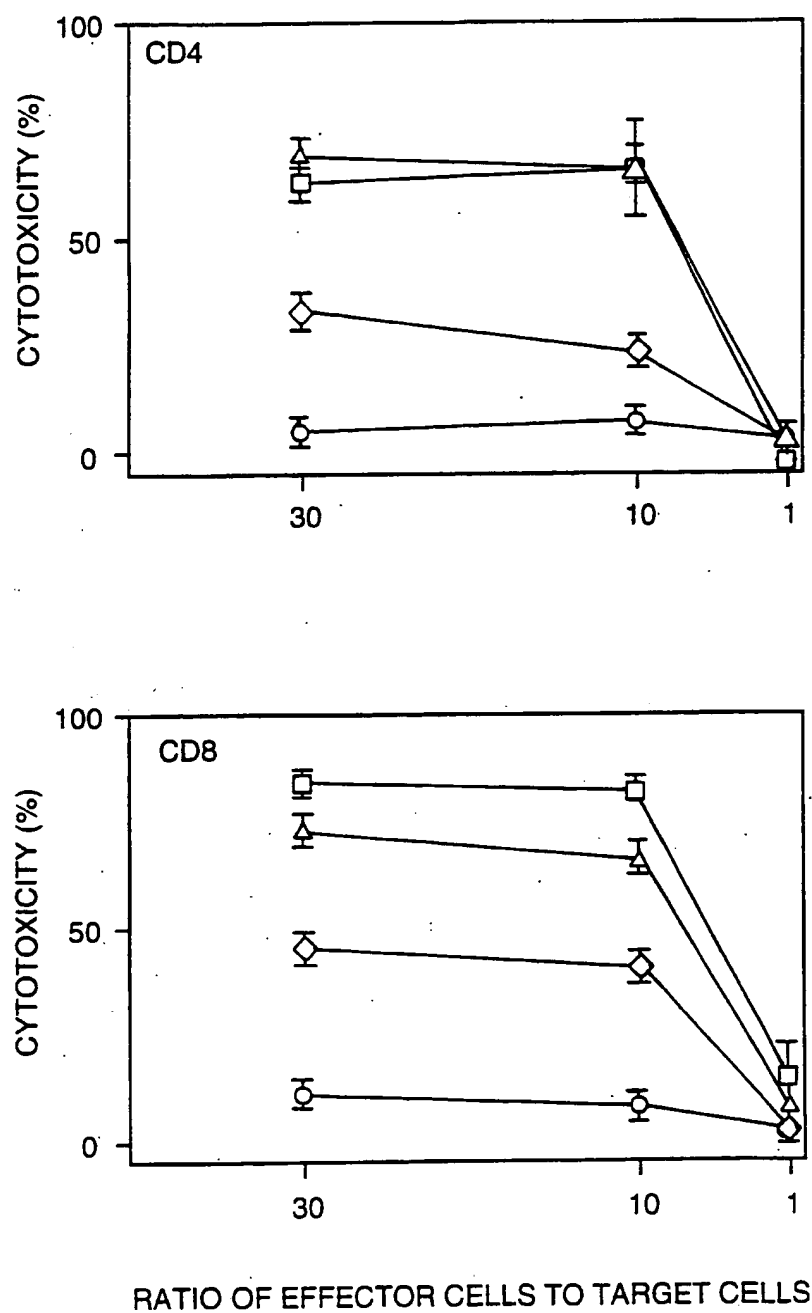 100
CD4
CYTOTOXICITY (%)
50
0
30
10
1
100
CD8
CYTOTOXICITY (%)
50
0
30
10
1
RATIO OF EFFECTOR CELLS TO TARGET CELLS